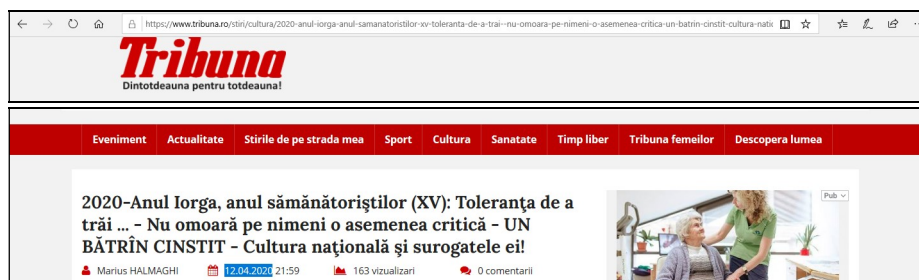 https://www.tribuna.ro/stiri/cultura/2020-anul-iorga-anul-samanatoristilor-xv-toleranta-de-a-trai--nu-omoara-pe-nimeni-o-asemenea-critica-un-batrin-cinstit-cultura-natic
Tribuna
Dintotdeauna pentru totdeauna!
Eveniment Actualitate Stirile de pe strada mea Sport Cultura Sanatate Timp liber Tribuna femeilor Descopera lumea
2020-Anul Iorga, anul sămănătoriştilor (XV): Toleranţa de a
trăi ... - Nu omoară pe nimeni o asemenea critică - UN
BĂTRÎN CINSTIT - Cultura naţională şi surogatele ei!
Pub
Marius HALMAGHI 12.04.2020 21:59 163 vizualizari 0 comentarii